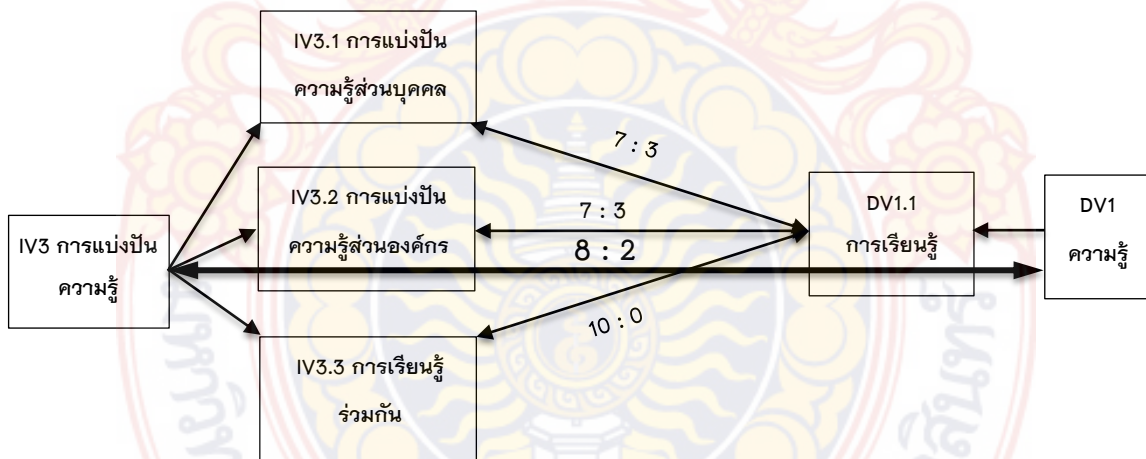 IV3.1 การแบ่งปัน
ความรู้ส่วนบุคคล
7 : 3
IV3.2 การแบ่งปัน
ความรู้ส่วนองค์กร
7 : 3
8 : 2
DV1.1
การเรียนรู้
DV1
ความรู้
IV3 การแบ่งปัน
ความรู้
10 : 0
IV3.3 การเรียนรู้
ร่วมกัน